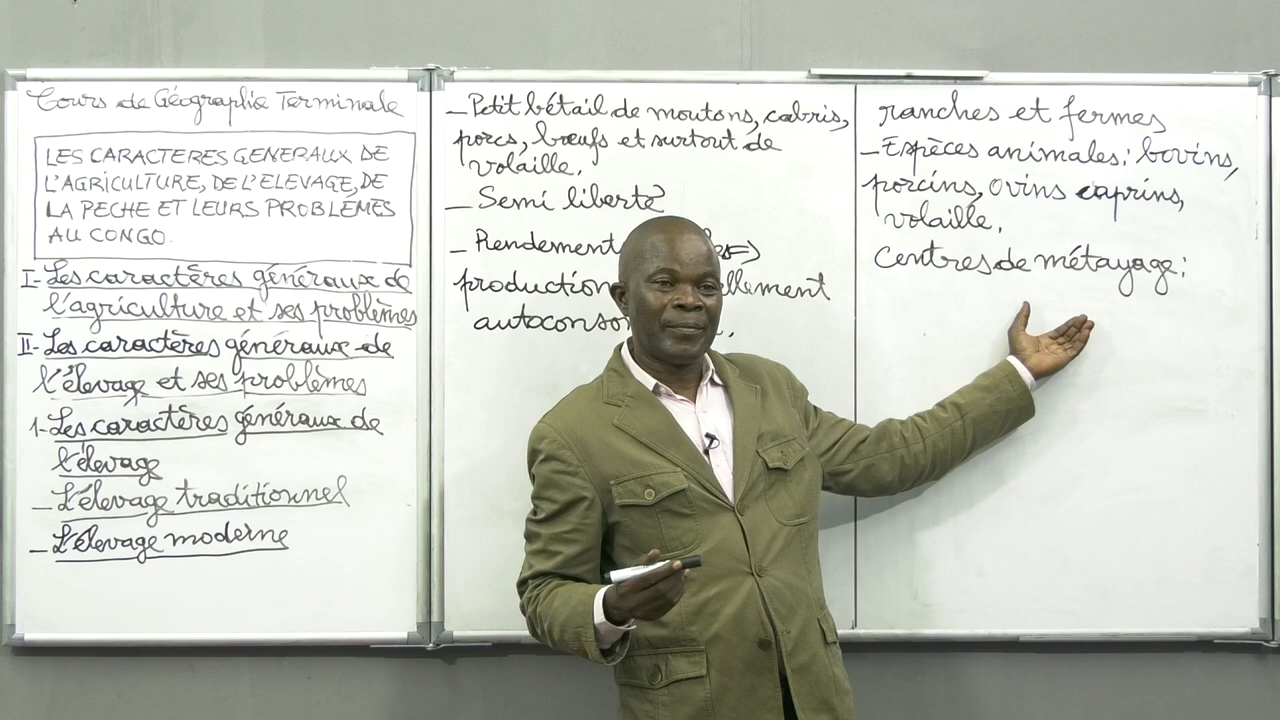 Cours de Géographie Terminale
LES CARACTERES GENERAUX DE
L'AGRICULTURE, DE L'ELEVAGE, DE
LA PECHE ET LEURS PROBLÈMES
AU CONGO.
I- Les caractères généraux de
l'agriculture et ses problèmes
II- Les caractères généraux de
l'élevage et ses problèmes
1- Les caractères généraux de
l'élevage
- L'élevage traditionnel
- L'élevage moderne
- Petit bétail de moutons, cabris,
porcs, bœufs et surtout de
volaille.
- Semi liberté
- Rendement
production
autoconso
ranches et fermes
- Espèces animales: bovins,
porcins, ovins caprins,
volaille.
Centres de métayage: